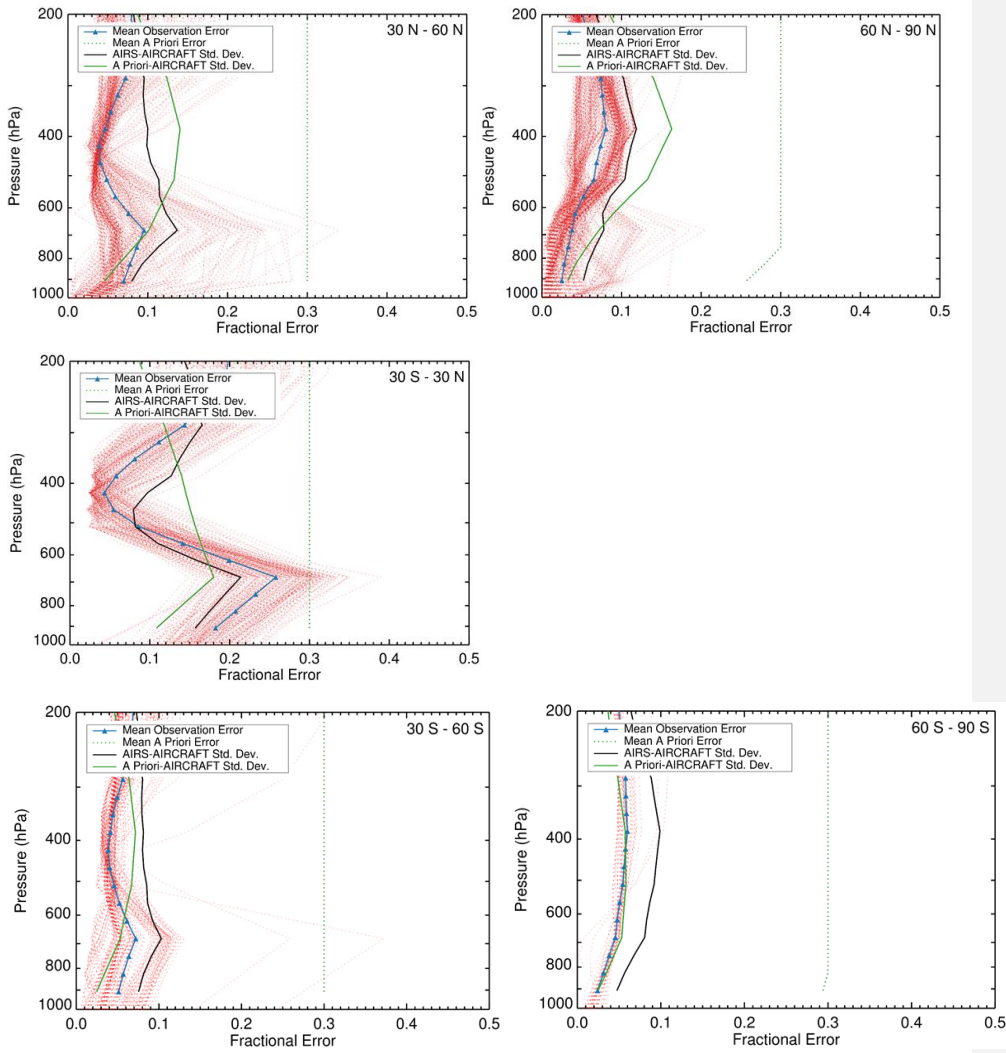 200
400
600
800
1000
Pressure (hPa)
Mean Observation Error
Mean A Priori Error
AIRS-AIRCRAFT Std. Dev.
A Priori-AIRCRAFT Std. Dev.
30 N - 60 N
0.0 0.1 0.2 0.3 0.4 0.5
Fractional Error
200
400
600
800
1000
Pressure (hPa)
Mean Observation Error
Mean A Priori Error
AIRS-AIRCRAFT Std. Dev.
A Priori-AIRCRAFT Std. Dev.
60 N - 90 N
0.0 0.1 0.2 0.3 0.4 0.5
Fractional Error
200
400
600
800
1000
Pressure (hPa)
Mean Observation Error
Mean A Priori Error
AIRS-AIRCRAFT Std. Dev.
A Priori-AIRCRAFT Std. Dev.
30 S - 30 N
0.0 0.1 0.2 0.3 0.4 0.5
Fractional Error
200
400
600
800
1000
Pressure (hPa)
Mean Observation Error
Mean A Priori Error
AIRS-AIRCRAFT Std. Dev.
A Priori-AIRCRAFT Std. Dev.
30 S - 60 S
0.0 0.1 0.2 0.3 0.4 0.5
Fractional Error
200
400
600
800
1000
Pressure (hPa)
Mean Observation Error
Mean A Priori Error
AIRS-AIRCRAFT Std. Dev.
A Priori-AIRCRAFT Std. Dev.
60 S - 90 S
0.0 0.1 0.2 0.3 0.4 0.5
Fractional Error